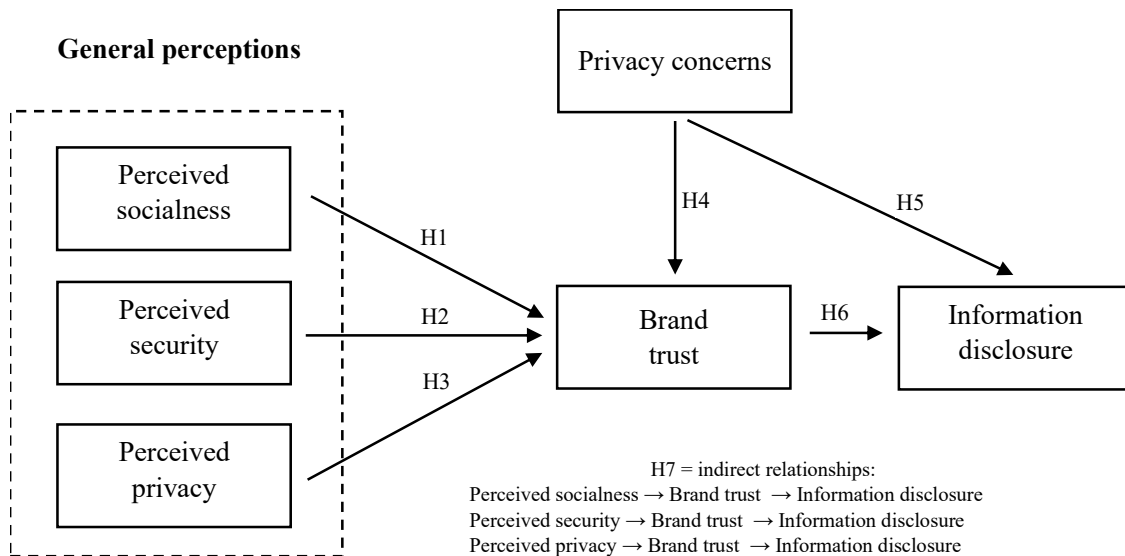 General perceptions
Privacy concerns
Perceived
socialness
H1
H4
H5
Perceived
security
H2
Brand
trust
H6
Information
disclosure
H3
Perceived
privacy
H7 = indirect relationships:
Perceived socialness → Brand trust → Information disclosure
Perceived security → Brand trust → Information disclosure
Perceived privacy → Brand trust → Information disclosure